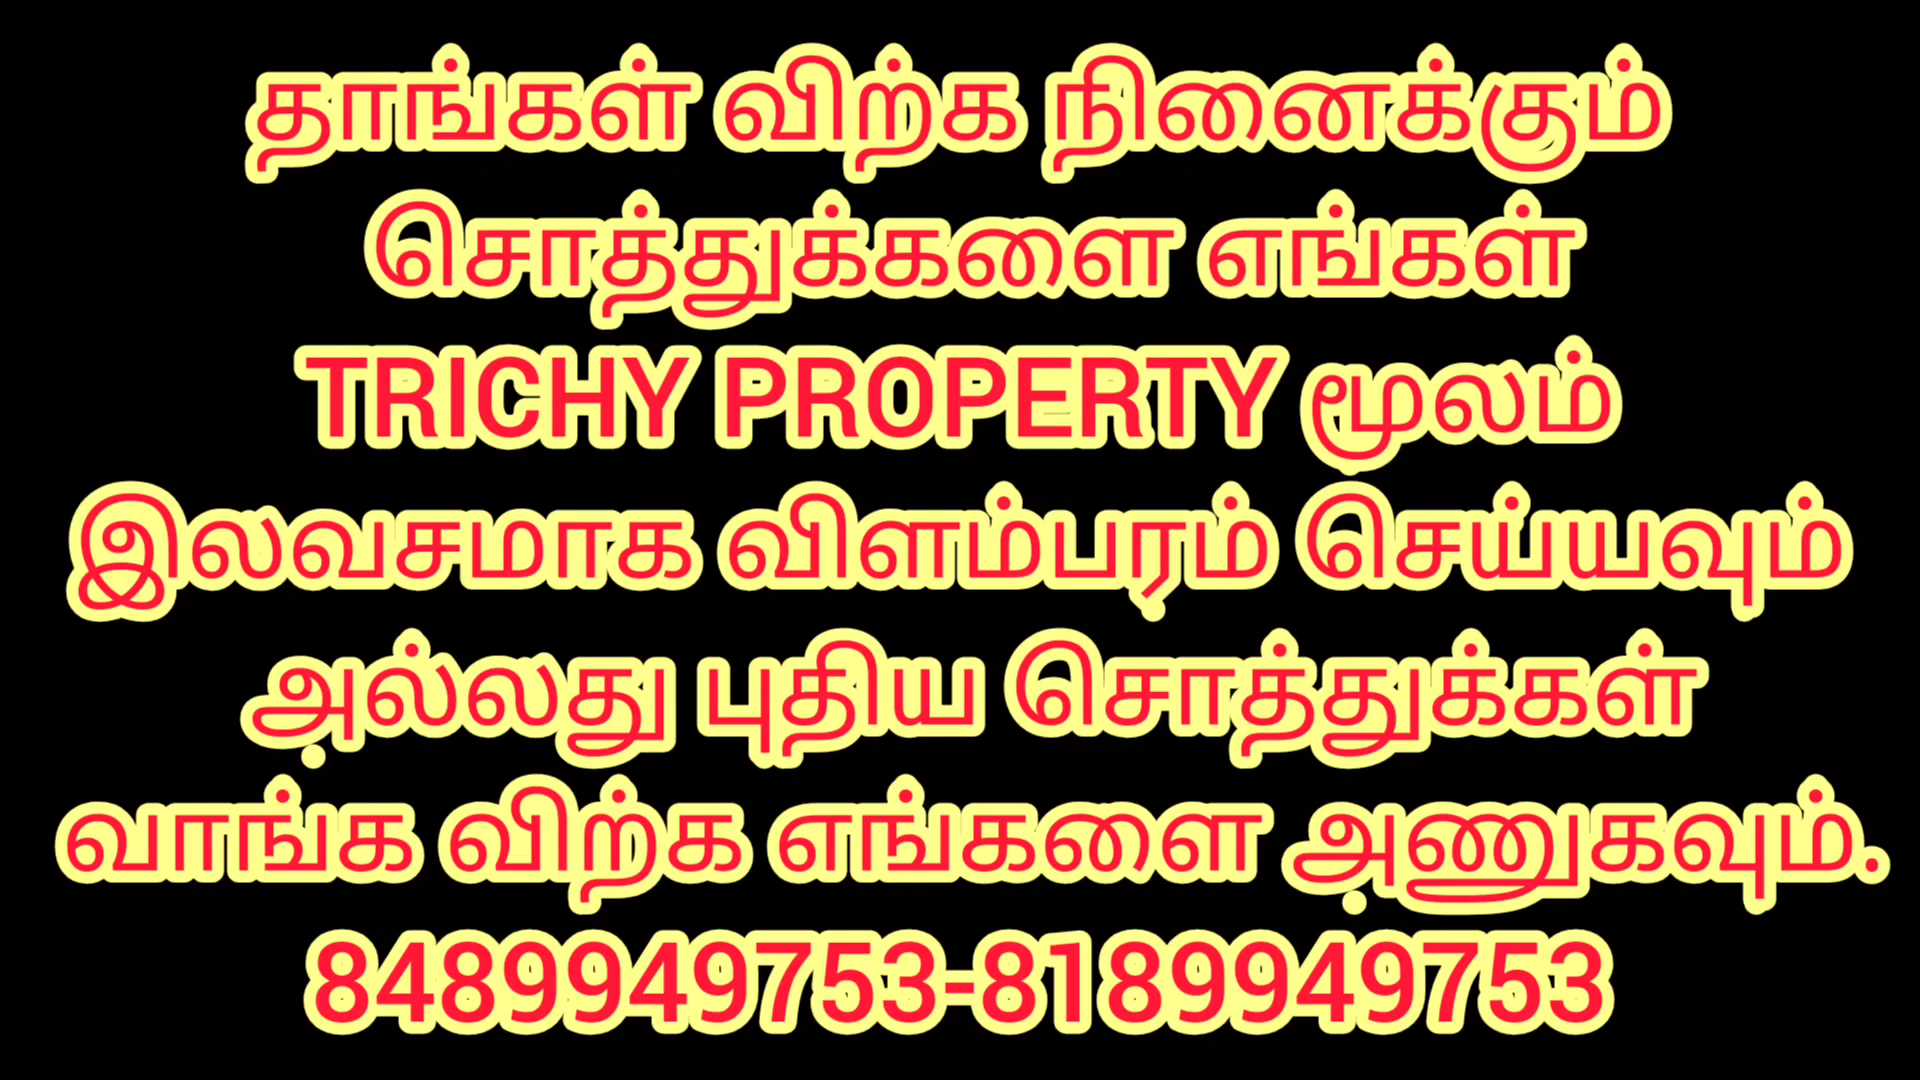 தாங்கள் விற்க நினைக்கும்
சொத்துக்களை எங்கள்
TRICHY PROPERTY மூலம்
இலவசமாக விளம்பரம் செய்யவும்
அல்லது புதிய சொத்துக்கள்
வாங்க விற்க எங்களை அணுகவும்.
8489949753-8189949753